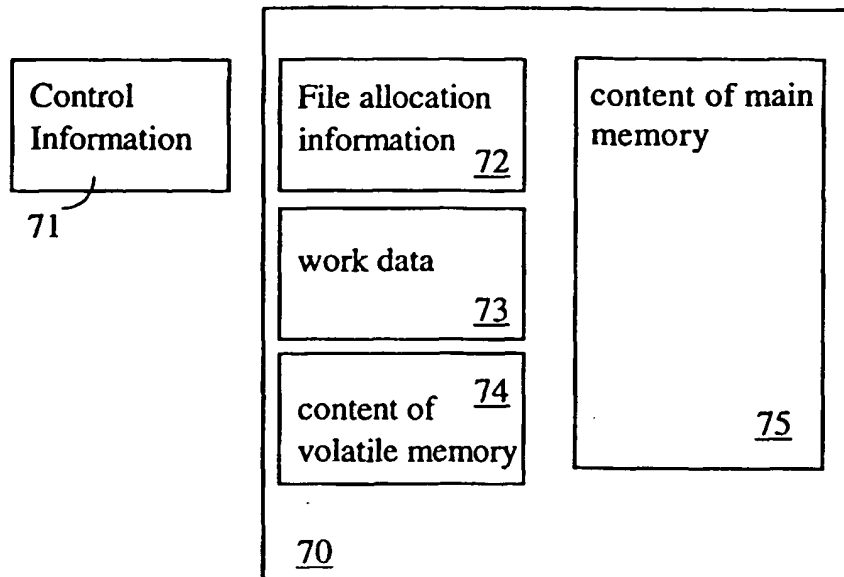 Control
Information
71
File allocation
information
72
work data
73
74
content of
volatile memory
content of main
memory
75
70